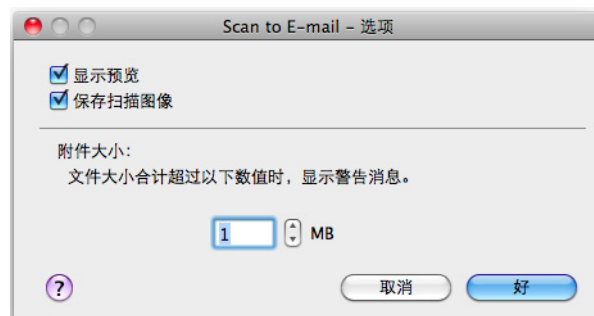 Scan to E-mail – 选项
显示预览
保存扫描图像
附件大小:
文件大小合计超过以下数值时，显示警告消息。
1 MB
? 取消 好